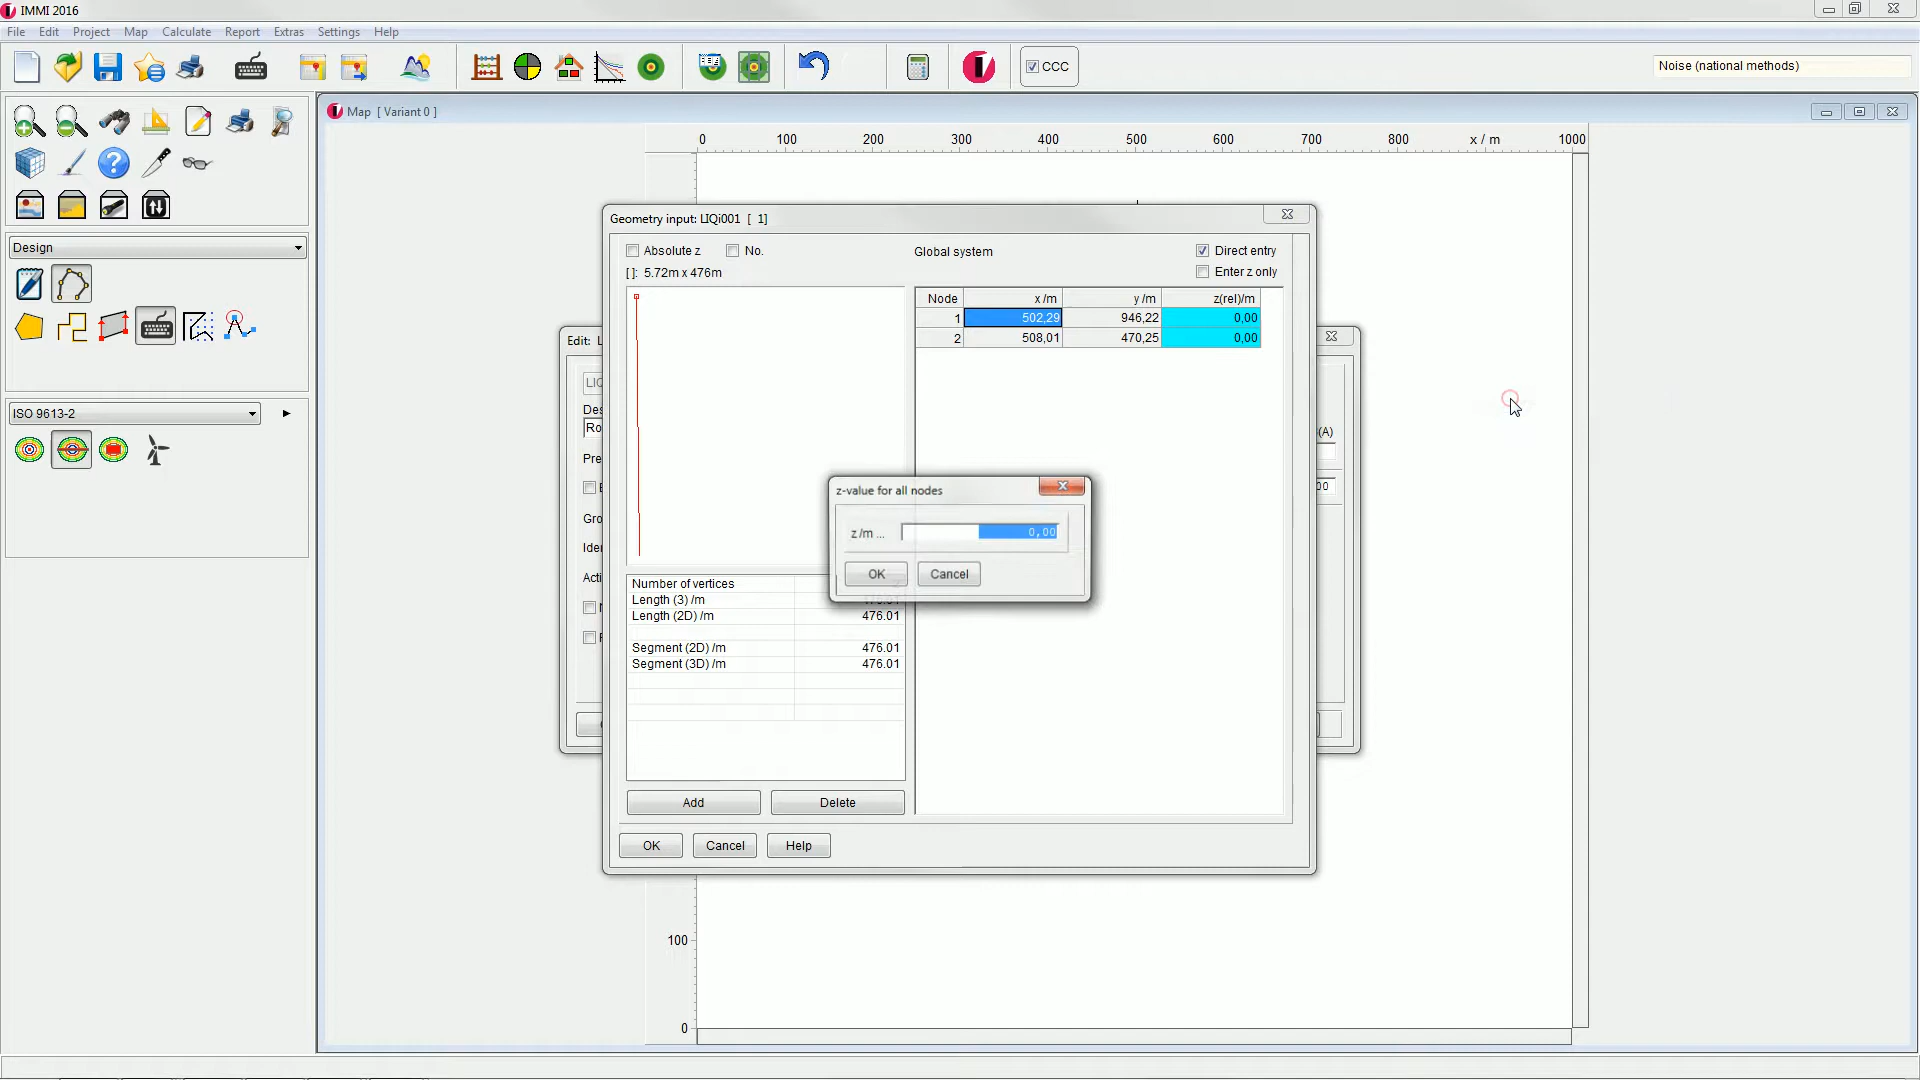 IMMI 2016
File Edit Project Map Calculate Report Extras Settings Help
CCC
Noise (national methods)
Map [ Variant 0 ]
0 100 200 300 400 500 600 700 800 x / m 1000
Design
ISO 9613-2
Geometry input: LIQi001 [ 1]
Absolute z No. Global system Direct entry
[ ]: 5.72m x 476m Enter z only
Node x /m y /m z(rel)/m
1 502,29 946,22 0,00
2 508,01 470,25 0,00
Edit: L
LIQ
Des
Ro
Pre
Gro
Ide
Acti
(A)
00
z-value for all nodes
z /m ... 0,00
OK Cancel
Number of vertices
Length (3) /m
Length (2D) /m 476.01
Segment (2D) /m 476.01
Segment (3D) /m 476.01
Add Delete
OK Cancel Help
100
0